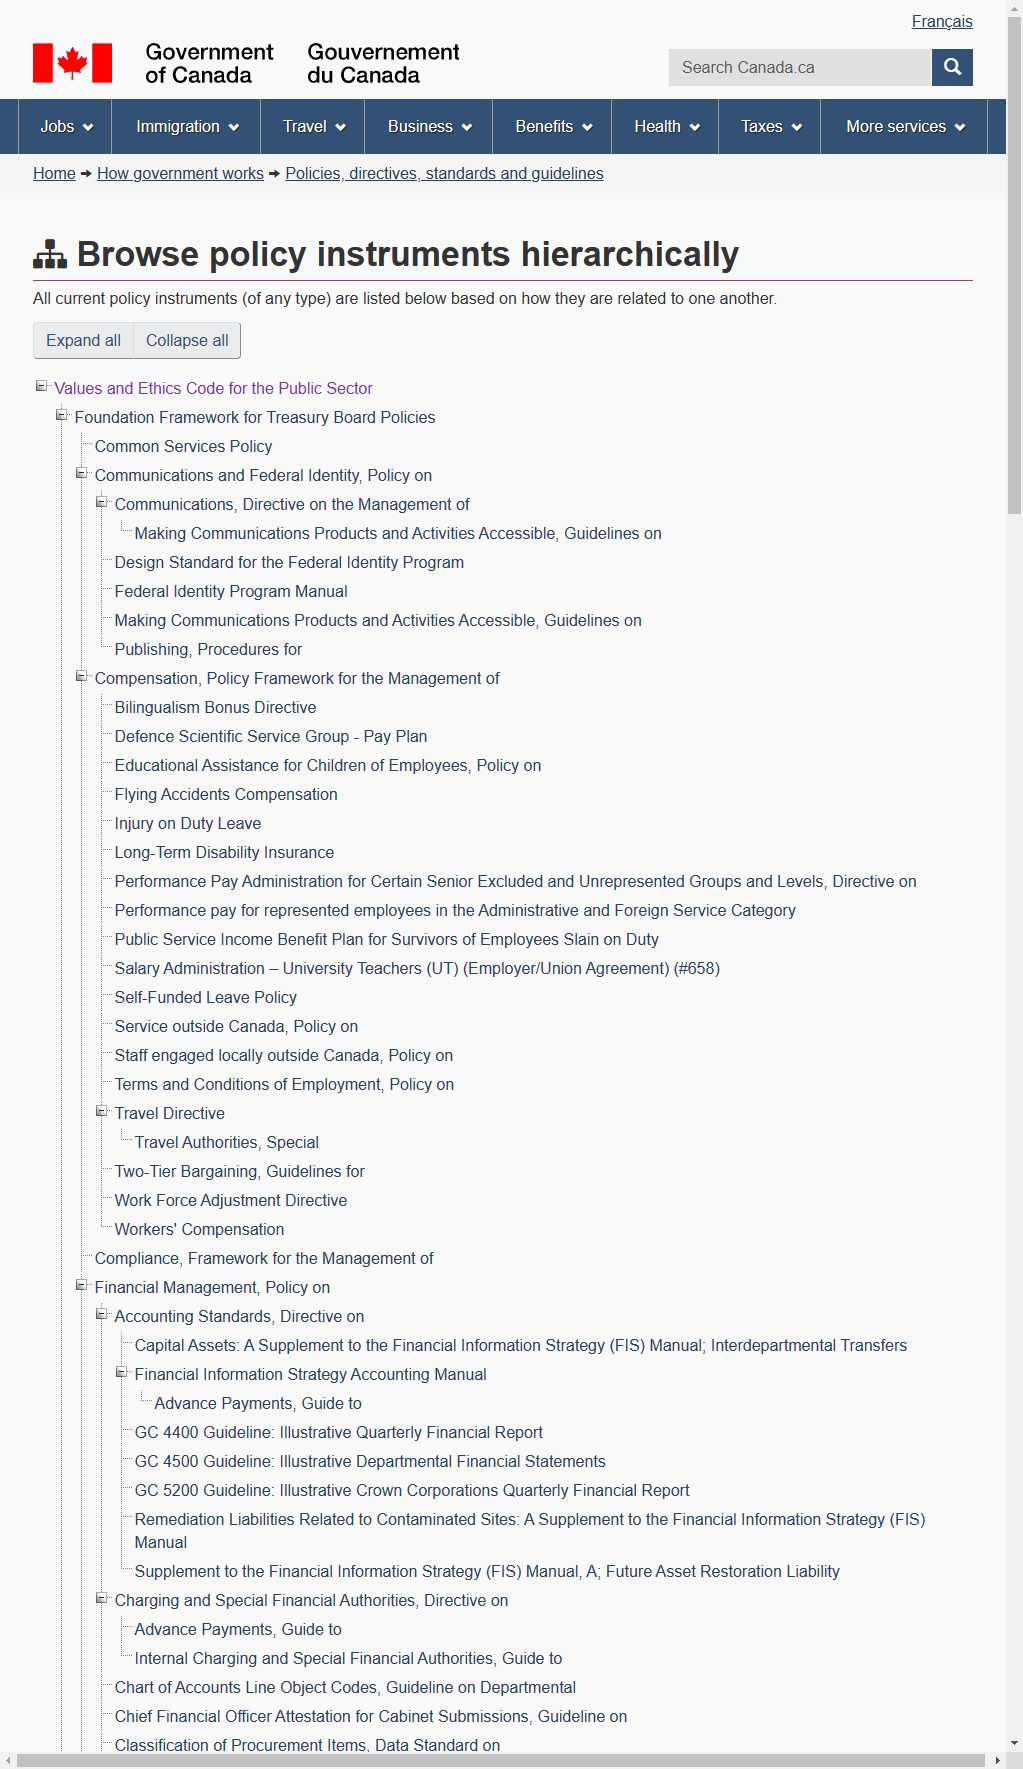 Français
Government
of Canada
Gouvernement
du Canada
Search Canada.ca
Jobs
Immigration
Travel
Business
Benefits
Health
Taxes
More services
Home
How government works
Policies, directives, standards and guidelines
Browse policy instruments hierarchically
All current policy instruments (of any type) are listed below based on how they are related to one another.
Expand all
Collapse all
Values and Ethics Code for the Public Sector
Foundation Framework for Treasury Board Policies
Common Services Policy
Communications and Federal Identity, Policy on
Communications, Directive on the Management of
Making Communications Products and Activities Accessible, Guidelines on
Design Standard for the Federal Identity Program
Federal Identity Program Manual
Making Communications Products and Activities Accessible, Guidelines on
Publishing, Procedures for
Compensation, Policy Framework for the Management of
Bilingualism Bonus Directive
Defence Scientific Service Group - Pay Plan
Educational Assistance for Children of Employees, Policy on
Flying Accidents Compensation
Injury on Duty Leave
Long-Term Disability Insurance
Performance Pay Administration for Certain Senior Excluded and Unrepresented Groups and Levels, Directive on
Performance pay for represented employees in the Administrative and Foreign Service Category
Public Service Income Benefit Plan for Survivors of Employees Slain on Duty
Salary Administration – University Teachers (UT) (Employer/Union Agreement) (#658)
Self-Funded Leave Policy
Service outside Canada, Policy on
Staff engaged locally outside Canada, Policy on
Terms and Conditions of Employment, Policy on
Travel Directive
Travel Authorities, Special
Two-Tier Bargaining, Guidelines for
Work Force Adjustment Directive
Workers' Compensation
Compliance, Framework for the Management of
Financial Management, Policy on
Accounting Standards, Directive on
Capital Assets: A Supplement to the Financial Information Strategy (FIS) Manual; Interdepartmental Transfers
Financial Information Strategy Accounting Manual
Advance Payments, Guide to
GC 4400 Guideline: Illustrative Quarterly Financial Report
GC 4500 Guideline: Illustrative Departmental Financial Statements
GC 5200 Guideline: Illustrative Crown Corporations Quarterly Financial Report
Remediation Liabilities Related to Contaminated Sites: A Supplement to the Financial Information Strategy (FIS)
Manual
Supplement to the Financial Information Strategy (FIS) Manual, A; Future Asset Restoration Liability
Charging and Special Financial Authorities, Directive on
Advance Payments, Guide to
Internal Charging and Special Financial Authorities, Guide to
Chart of Accounts Line Object Codes, Guideline on Departmental
Chief Financial Officer Attestation for Cabinet Submissions, Guideline on
Classification of Procurement Items, Data Standard on